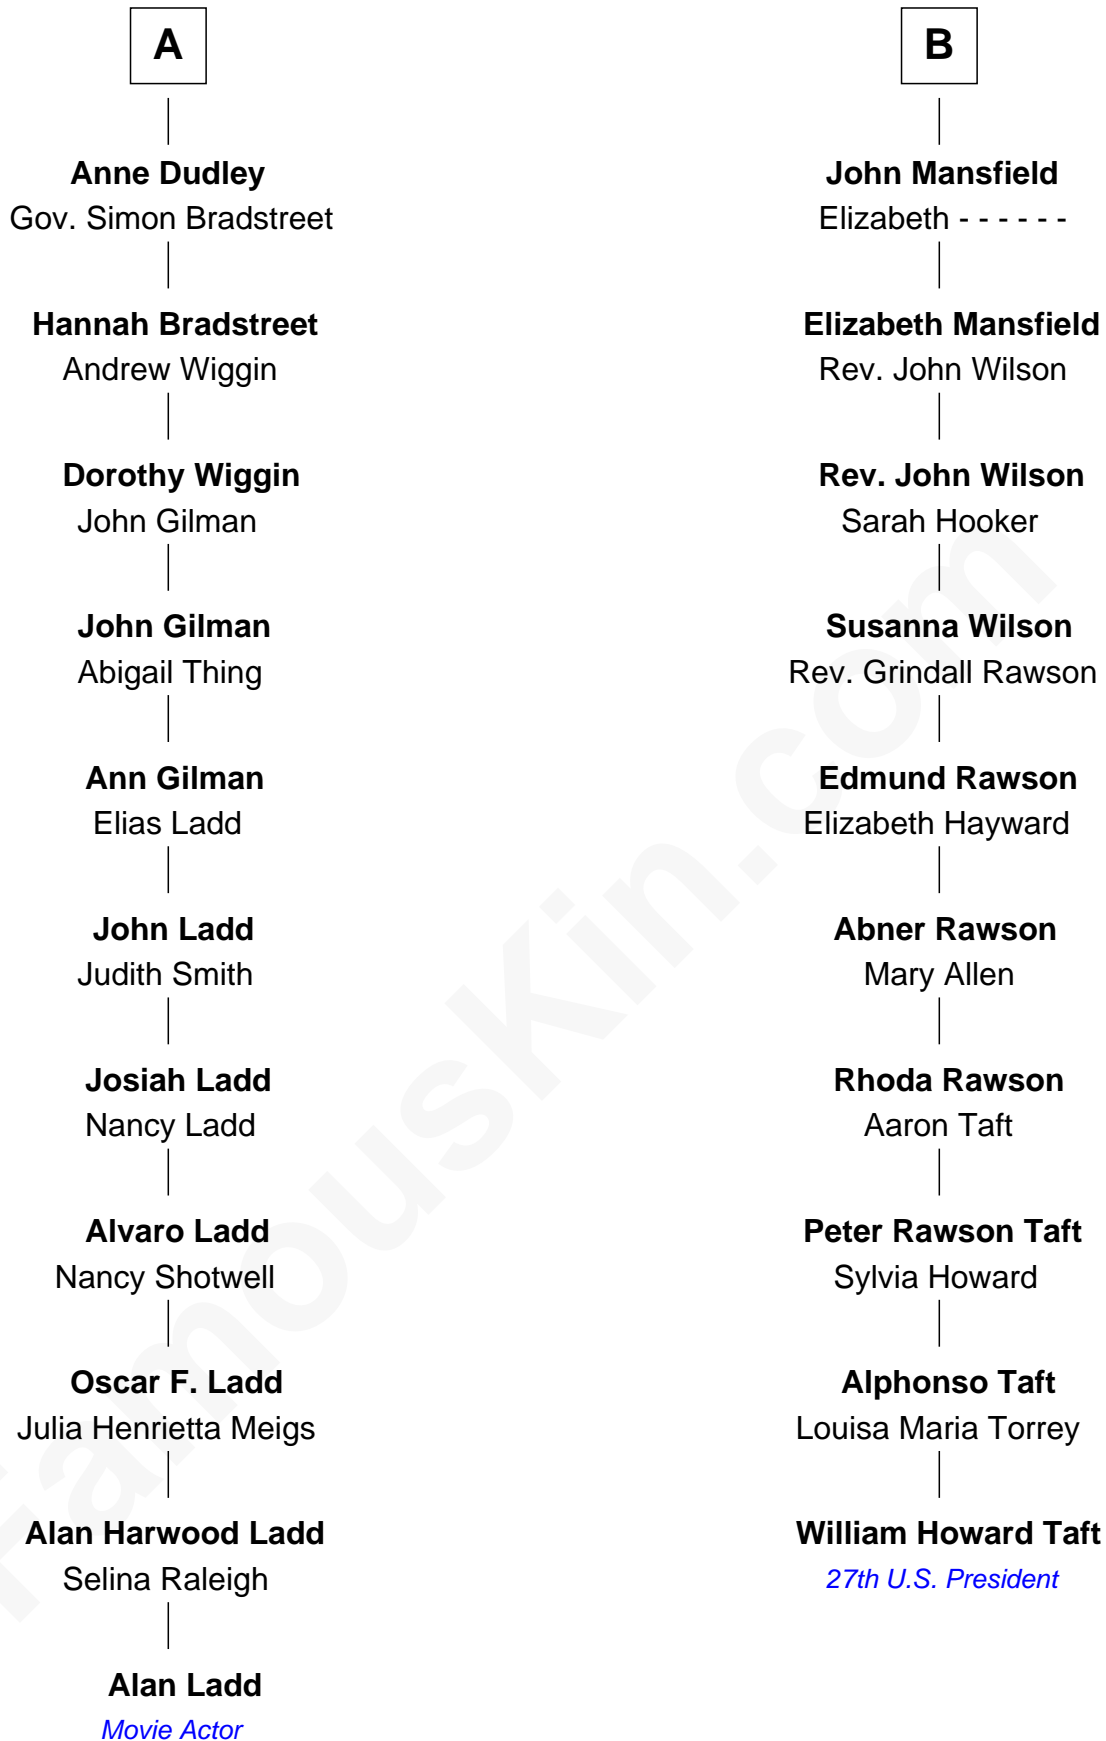 A
Anne Dudley
Gov. Simon Bradstreet
Hannah Bradstreet
Andrew Wiggin
Dorothy Wiggin
John Gilman
John Gilman
Abigail Thing
Ann Gilman
Elias Ladd
John Ladd
Judith Smith
Josiah Ladd
Nancy Ladd
Alvaro Ladd
Nancy Shotwell
Oscar F. Ladd
Julia Henrietta Meigs
Alan Harwood Ladd
Selina Raleigh
Alan Ladd
Movie Actor
B
John Mansfield
Elizabeth - - - - - -
Elizabeth Mansfield
Rev. John Wilson
Rev. John Wilson
Sarah Hooker
Susanna Wilson
Rev. Grindall Rawson
Edmund Rawson
Elizabeth Hayward
Abner Rawson
Mary Allen
Rhoda Rawson
Aaron Taft
Peter Rawson Taft
Sylvia Howard
Alphonso Taft
Louisa Maria Torrey
William Howard Taft
27th U.S. President
FamousKin.com